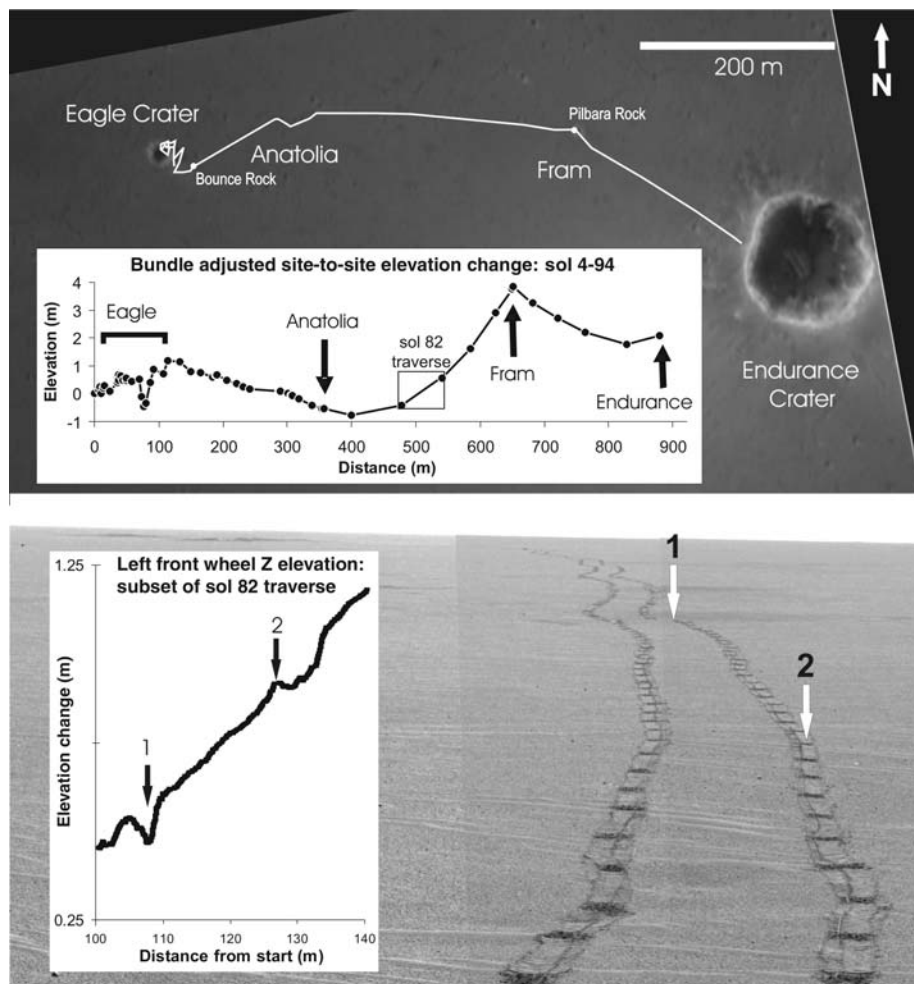 200 m
N
Eagle Crater
Pilbara Rock
Anatolia
Bounce Rock
Fram
Bundle adjusted site-to-site elevation change: sol 4-94
4
3
2
1
0
-1
Elevation (m)
Eagle
Anatolia
sol 82
traverse
Fram
Endurance
0 100 200 300 400 500 600 700 800 900
Distance (m)
Endurance
Crater
Left front wheel Z elevation:
subset of sol 82 traverse
1.25
0.25
Elevation change (m)
1
2
100 110 120 130 140
Distance from start (m)
1
2